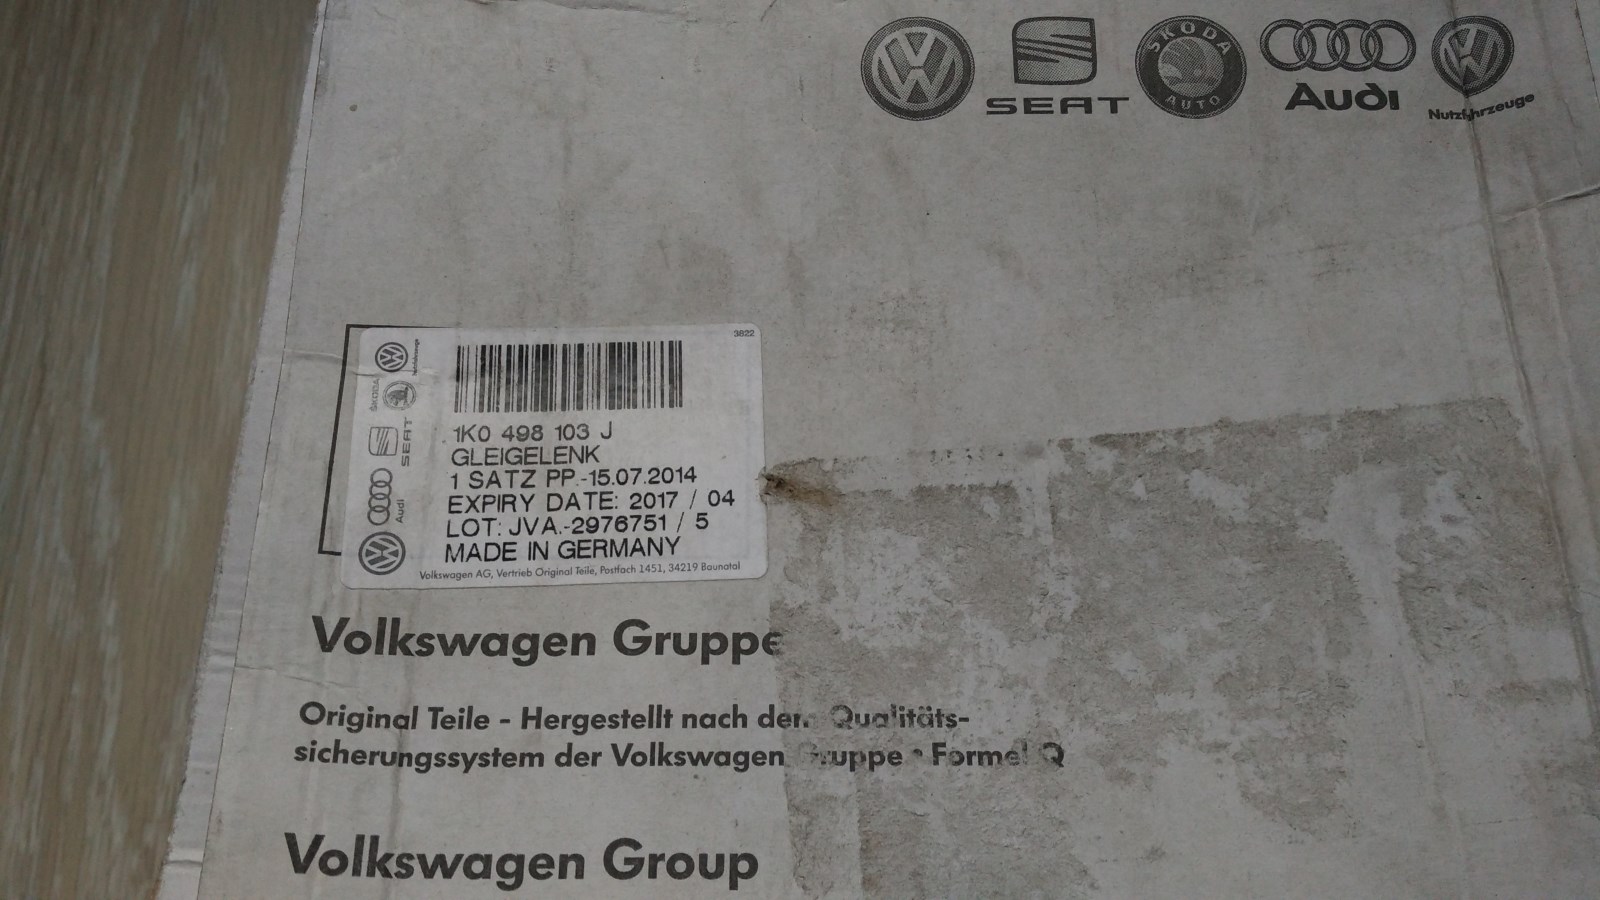 SEAT
ŠKODA
AUTO
Audi
Nutzfahrzeuge
3822
ŠKODA
SEAT
Audi
1K0 498 103 J
GLEIGELENK
1 SATZ PP.-15.07.2014
EXPIRY DATE: 2017 / 04
LOT: JVA.-2976751 / 5
MADE IN GERMANY
Volkswagen AG, Vertrieb Original Teile, Postfach 1451, 34219 Baunatal
Volkswagen Gruppe
Original Teile - Hergestellt nach dem Qualitäts-
sicherungssystem der Volkswagen Gruppe - Formel Q
Volkswagen Group